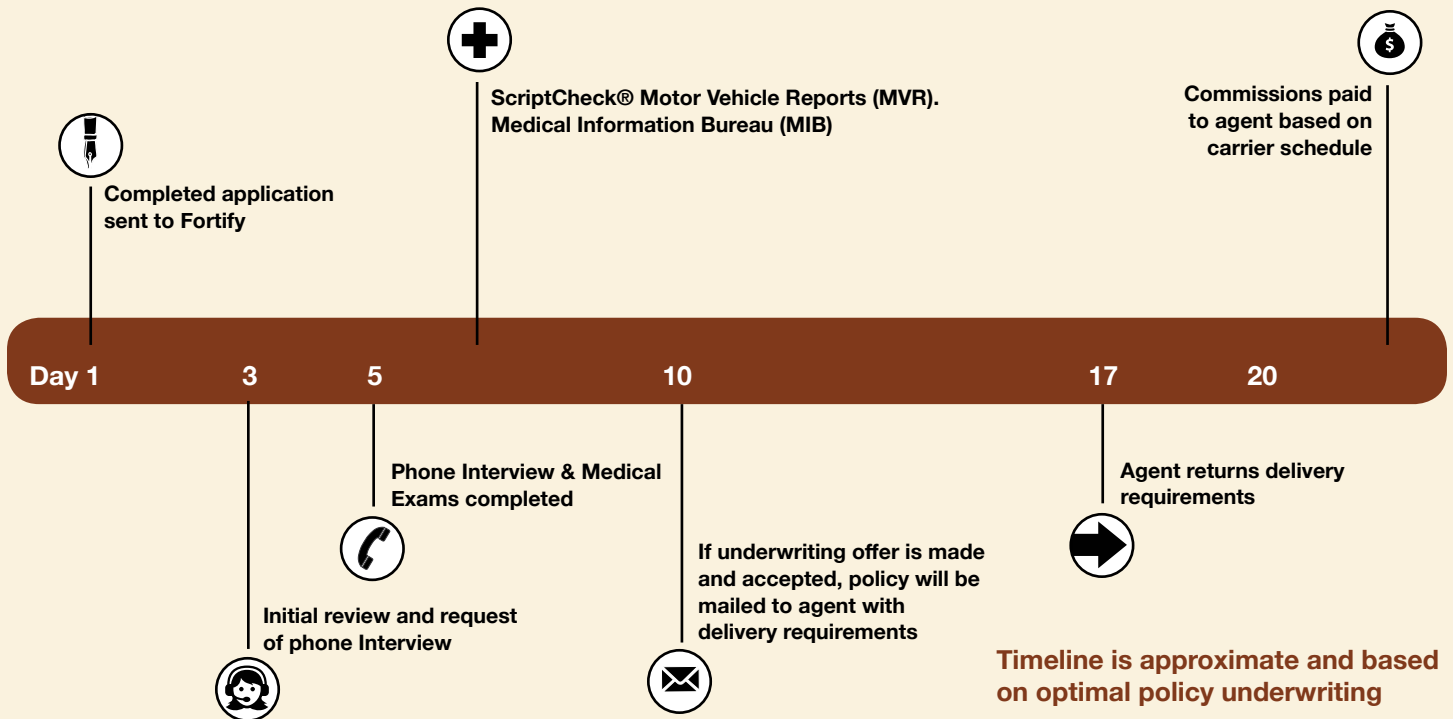 ScriptCheck® Motor Vehicle Reports (MVR).
Medical Information Bureau (MIB)
Commissions paid
to agent based on
carrier schedule
$
Completed application
sent to Fortify
Day 1
3
5
10
17
20
Phone Interview & Medical
Exams completed
Agent returns delivery
requirements
If underwriting offer is made
and accepted, policy will be
mailed to agent with
delivery requirements
Initial review and request
of phone Interview
Timeline is approximate and based
on optimal policy underwriting